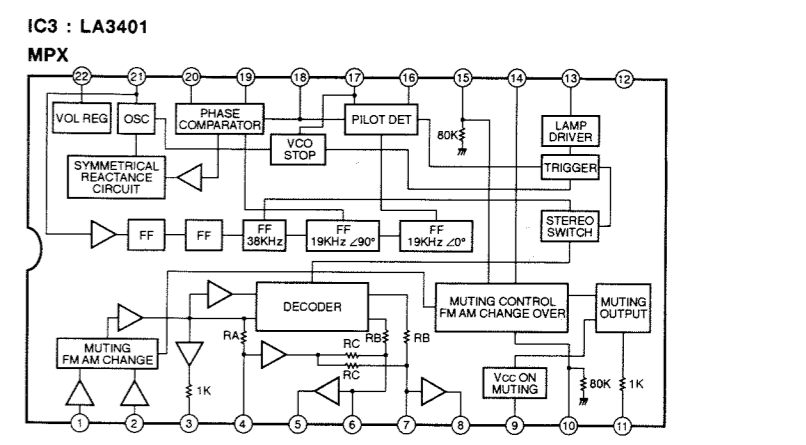 IC3 : LA3401
MPX
22 21 20 19 18 17 16 15 14 13 12
VOL REG
OSC
PHASE
COMPARATOR
PILOT DET
80K
LAMP
DRIVER
VCO
STOP
SYMMETRICAL
REACTANCE
CIRCUIT
TRIGGER
STEREO
SWITCH
FF
FF
FF
38KHz
FF
19KHz ∠90°
FF
19KHz ∠0°
DECODER
MUTING CONTROL
FM AM CHANGE OVER
MUTING
OUTPUT
MUTING
FM AM CHANGE
RA
RB
RB
RC
RC
1K
Vcc ON
MUTING
80K
1K
1 2 3 4 5 6 7 8 9 10 11